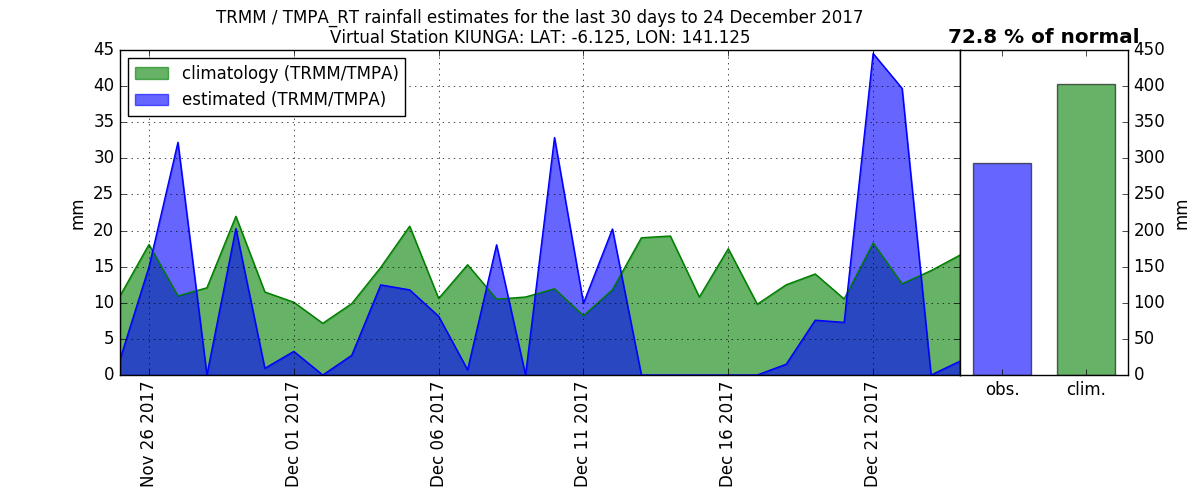 TRMM / TMPA_RT rainfall estimates for the last 30 days to 24 December 2017
Virtual Station KIUNGA: LAT: -6.125, LON: 141.125
72.8 % of normal
climatology (TRMM/TMPA)
estimated (TRMM/TMPA)
45
40
35
30
25
20
15
10
5
0
mm
Nov 26 2017
Dec 01 2017
Dec 06 2017
Dec 11 2017
Dec 16 2017
Dec 21 2017
450
400
350
300
250
200
150
100
50
0
mm
obs.
clim.